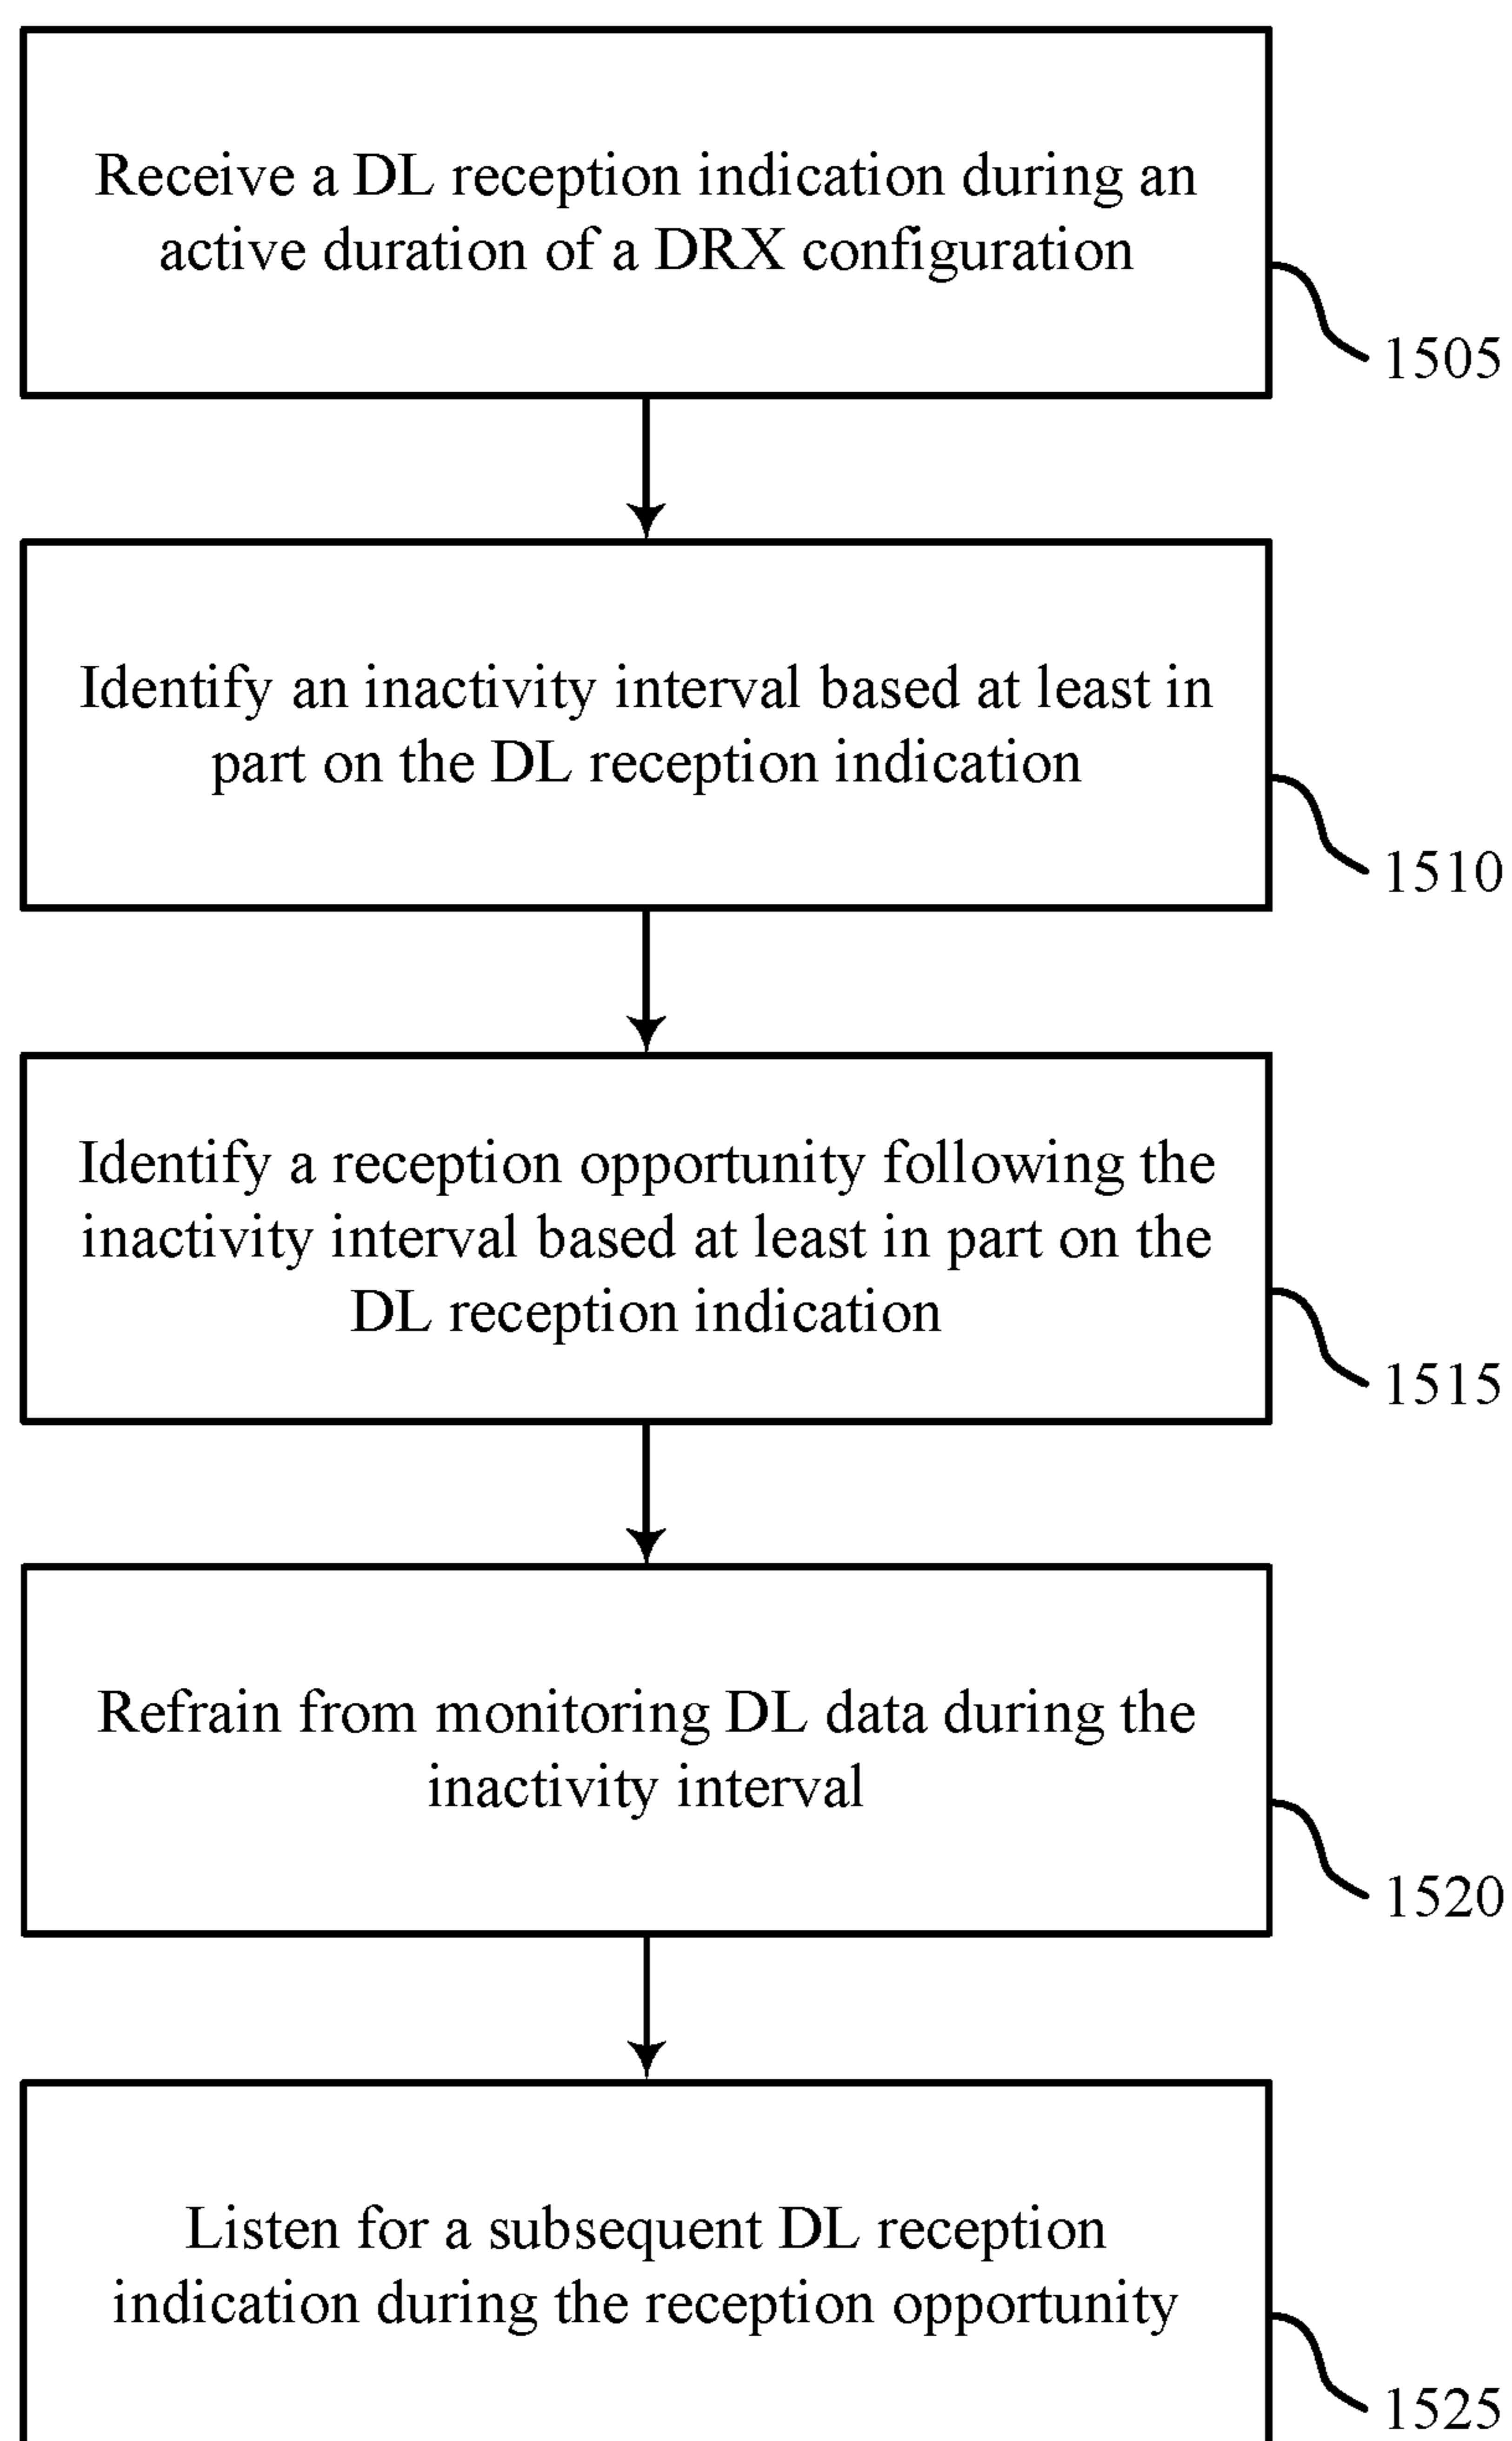 Receive a DL reception indication during an
active duration of a DRX configuration
1505
Identify an inactivity interval based at least in
part on the DL reception indication
1510
Identify a reception opportunity following the
inactivity interval based at least in part on the
DL reception indication
1515
Refrain from monitoring DL data during the
inactivity interval
1520
Listen for a subsequent DL reception
indication during the reception opportunity
1525